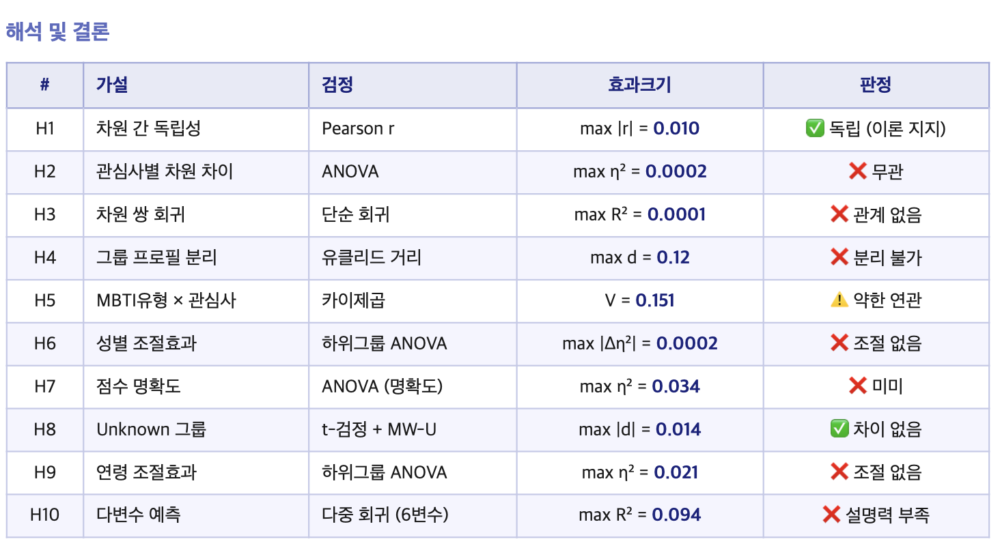 해석 및 결론
# 가설 검정 효과크기 판정
H1 차원 간 독립성 Pearson r max |r| = 0.010 ✅ 독립 (이론 지지)
H2 관심사별 차원 차이 ANOVA max η² = 0.0002 ❌ 무관
H3 차원 쌍 회귀 단순 회귀 max R² = 0.0001 ❌ 관계 없음
H4 그룹 프로필 분리 유클리드 거리 max d = 0.12 ❌ 분리 불가
H5 MBTI유형 × 관심사 카이제곱 V = 0.151 ⚠️ 약한 연관
H6 성별 조절효과 하위그룹 ANOVA max |Δη²| = 0.0002 ❌ 조절 없음
H7 점수 명확도 ANOVA (명확도) max η² = 0.034 ❌ 미미
H8 Unknown 그룹 t-검정 + MW-U max |d| = 0.014 ✅ 차이 없음
H9 연령 조절효과 하위그룹 ANOVA max η² = 0.021 ❌ 조절 없음
H10 다변수 예측 다중 회귀 (6변수) max R² = 0.094 ❌ 설명력 부족